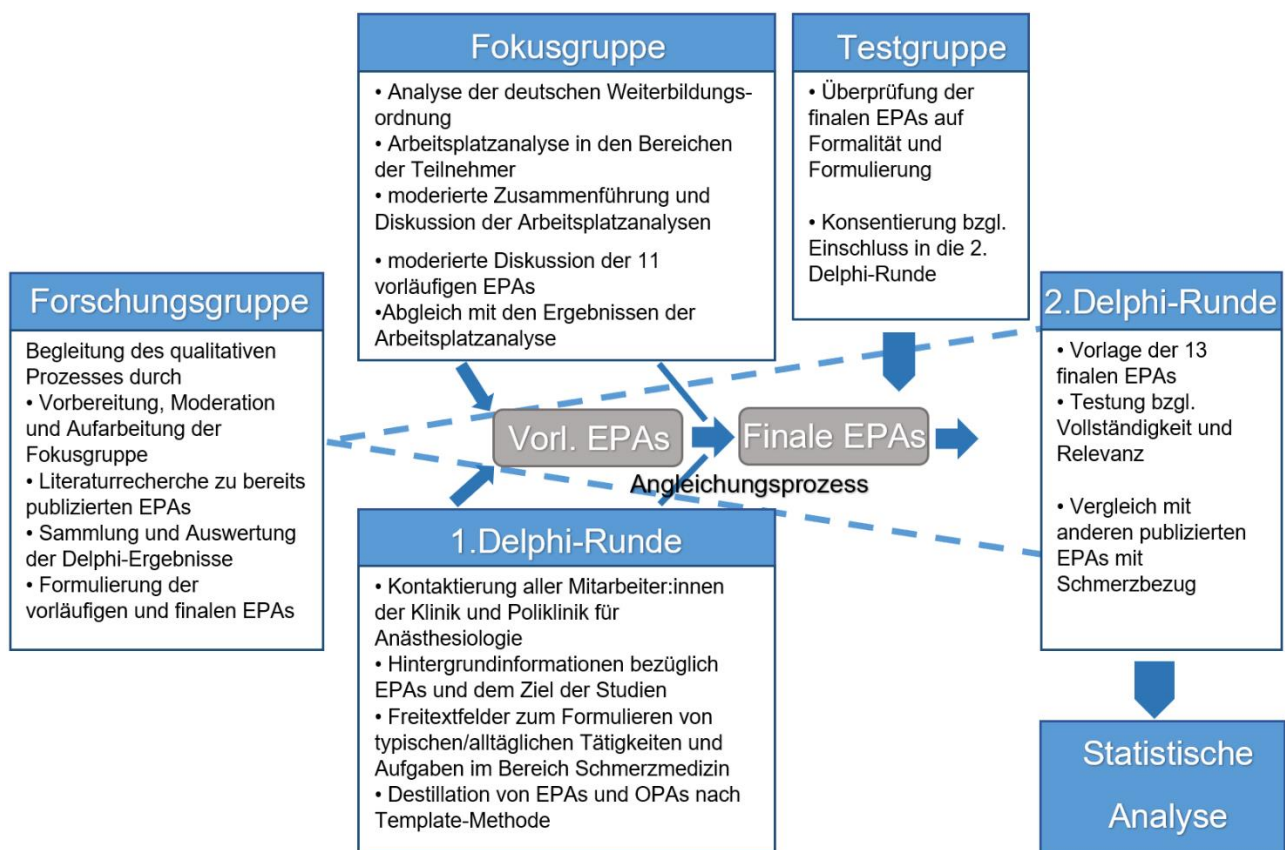 Fokusgruppe
• Analyse der deutschen Weiterbildungs-
ordnung
• Arbeitsplatzanalyse in den Bereichen
der Teilnehmer
• moderierte Zusammenführung und
Diskussion der Arbeitsplatzanalysen
• moderierte Diskussion der 11
vorläufigen EPAs
•Abgleich mit den Ergebnissen der
Arbeitsplatzanalyse
Testgruppe
• Überprüfung der
finalen EPAs auf
Formalität und
Formulierung
• Konsentierung bzgl.
Einschluss in die 2.
Delphi-Runde
Forschungsgruppe
Begleitung des qualitativen
Prozesses durch
• Vorbereitung, Moderation
und Aufarbeitung der
Fokusgruppe
• Literaturrecherche zu bereits
publizierten EPAs
• Sammlung und Auswertung
der Delphi-Ergebnisse
• Formulierung der
vorläufigen und finalen EPAs
Vorl. EPAs
Finale EPAs
Angleichungsprozess
2.Delphi-Runde
• Vorlage der 13
finalen EPAs
• Testung bzgl.
Vollständigkeit und
Relevanz
• Vergleich mit
anderen publizierten
EPAs mit
Schmerzbezug
1.Delphi-Runde
• Kontaktierung aller Mitarbeiter:innen
der Klinik und Poliklinik für
Anästhesiologie
• Hintergrundinformationen bezüglich
EPAs und dem Ziel der Studien
• Freitextfelder zum Formulieren von
typischen/alltäglichen Tätigkeiten und
Aufgaben im Bereich Schmerzmedizin
• Destillation von EPAs und OPAs nach
Template-Methode
Statistische
Analyse